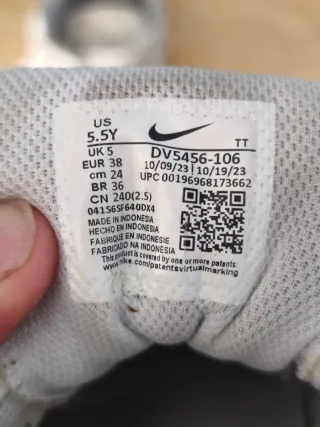 US
5.5Y
TT
UK 5
DV5456-106
EUR 38
10/09/23 | 10/19/23
cm 24
UPC 00196968173662
BR 36
CN 240(2.5)
041S6SF640DX4
MADE IN INDONESIA
HECHO EN INDONESIA
FABRIQUE EN INDONESIE
FABRICADO NA INDONÉSIA
This product is covered by one or more patents:
www.nike.com/patentsvirtualmarking